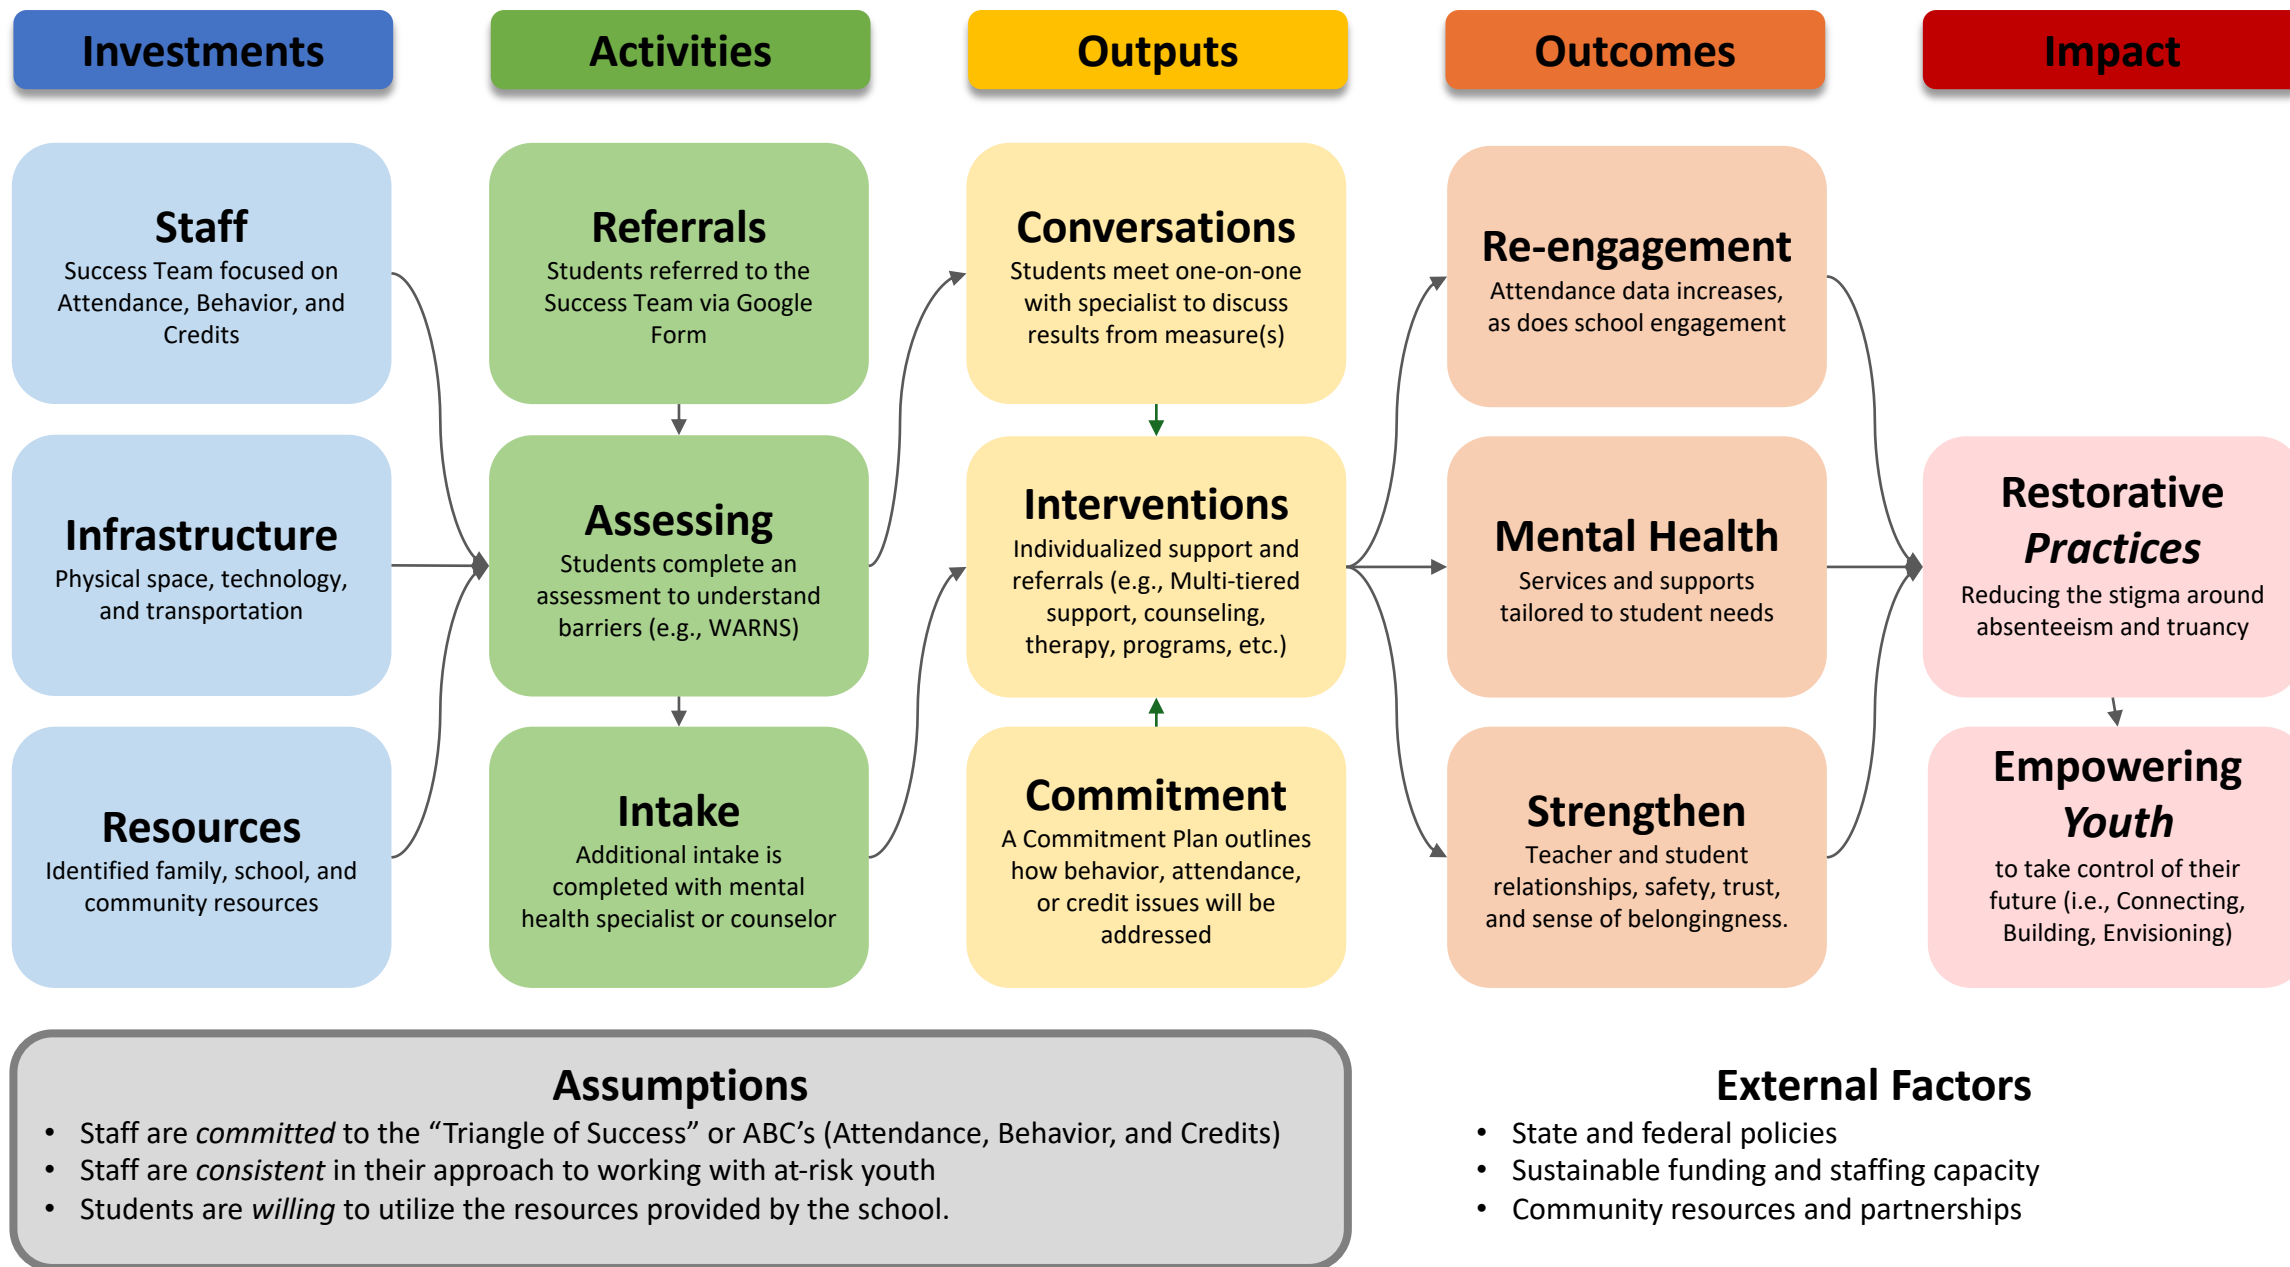 Investments
Activities
Outputs
Outcomes
Impact
Staff
Success Team focused on
Attendance, Behavior, and
Credits
Infrastructure
Physical space, technology,
and transportation
Resources
Identified family, school, and
community resources
Referrals
Students referred to the
Success Team via Google
Form
Assessing
Students complete an
assessment to understand
barriers (e.g., WARNS)
Intake
Additional intake is
completed with mental
health specialist or counselor
Conversations
Students meet one-on-one
with specialist to discuss
results from measure(s)
Interventions
Individualized support and
referrals (e.g., Multi-tiered
support, counseling,
therapy, programs, etc.)
Commitment
A Commitment Plan outlines
how behavior, attendance,
or credit issues will be
addressed
Re-engagement
Attendance data increases,
as does school engagement
Mental Health
Services and supports
tailored to student needs
Strengthen
Teacher and student
relationships, safety, trust,
and sense of belongingness.
Restorative
Practices
Reducing the stigma around
absenteeism and truancy
Empowering
Youth
to take control of their
future (i.e., Connecting,
Building, Envisioning)
Assumptions
• Staff are committed to the “Triangle of Success” or ABC’s (Attendance, Behavior, and Credits)
• Staff are consistent in their approach to working with at-risk youth
• Students are willing to utilize the resources provided by the school.
External Factors
• State and federal policies
• Sustainable funding and staffing capacity
• Community resources and partnerships